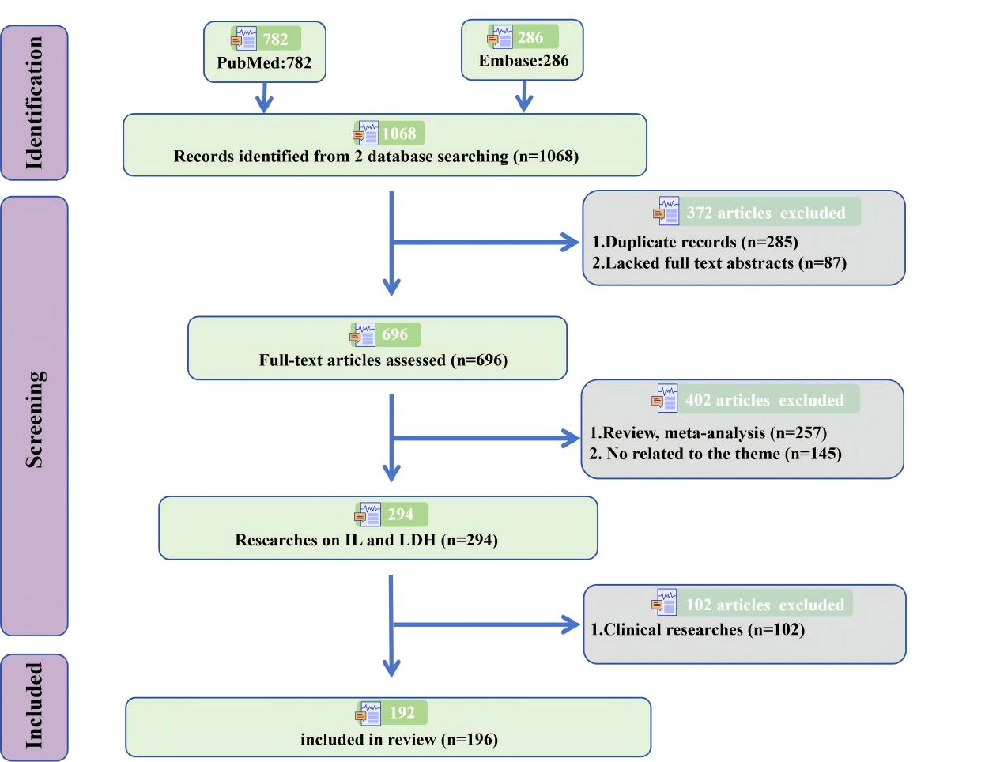 Identification
782
PubMed:782
286
Embase:286
1068
Records identified from 2 database searching (n=1068)
Screening
372 articles excluded
1.Duplicate records (n=285)
2.Lacked full text abstracts (n=87)
696
Full-text articles assessed (n=696)
402 articles excluded
1.Review, meta-analysis (n=257)
2. No related to the theme (n=145)
294
Researches on IL and LDH (n=294)
102 articles excluded
1.Clinical researches (n=102)
Included
192
included in review (n=196)